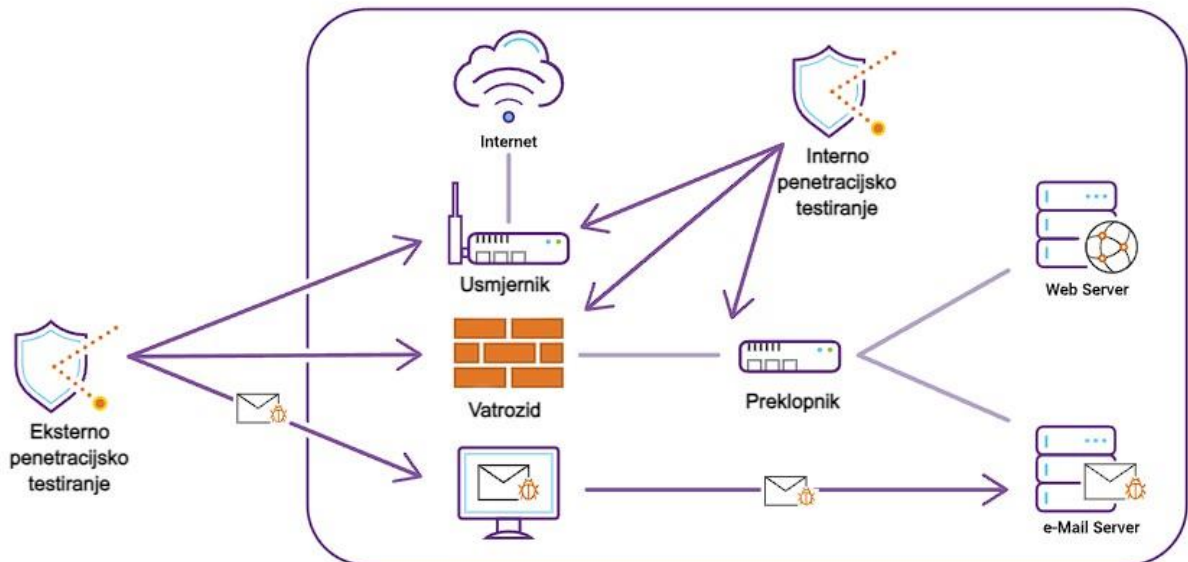 Internet
Interno
penetracijsko
testiranje
Usmjernik
Web Server
Eksterno
penetracijsko
testiranje
Vatrozid
Preklopnik
e-Mail Server